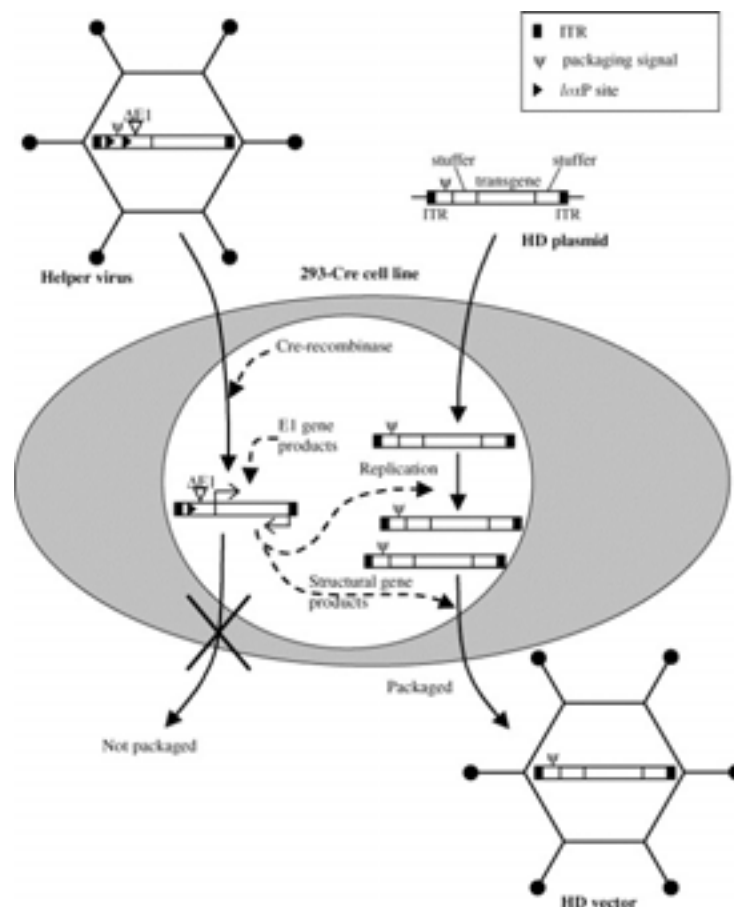 ITR
ψ packaging signal
loxP site
ΔE1
ψ
Helper virus
stuffer stuffer
ψ transgene
ITR ITR
HD plasmid
293-Cre cell line
Cre-recombinase
E1 gene
products
ψ
Replication
ΔE1
ψ
ψ
Structural gene
products
Packaged
Not packaged
ψ
HD vector